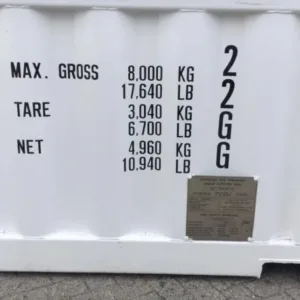 MAX. GROSS 8,000 KG
17.640 LB
TARE 3,040 KG
6,700 LB
NET 4.960 KG
10.940 LB
2
2
G
G